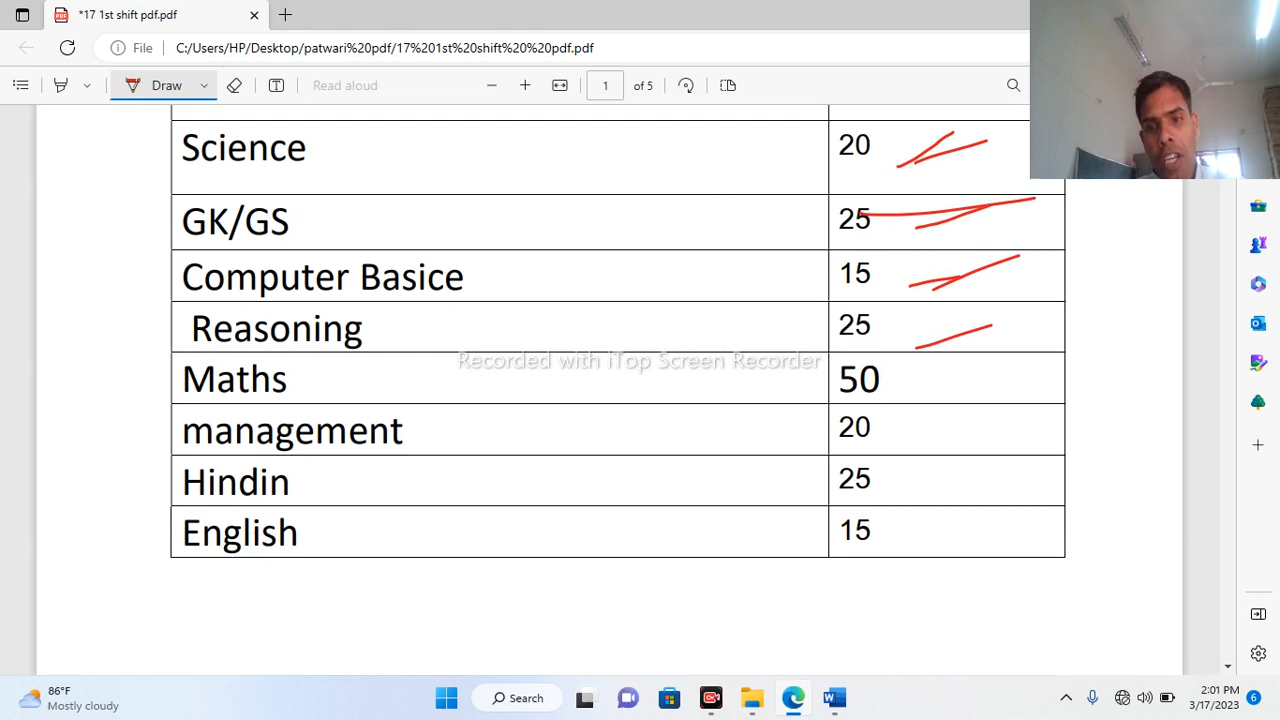 *17 1st shift pdf.pdf
File C:/Users/HP/Desktop/patwari%20pdf/17%201st%20shift%20%20pdf.pdf
Draw Read aloud 1 of 5
Science 20
GK/GS 25
Computer Basice 15
Reasoning 25
Recorded with iTop Screen Recorder
Maths 50
management 20
Hindin 25
English 15
86°F
Mostly cloudy
Search
2:01 PM
3/17/2023
6